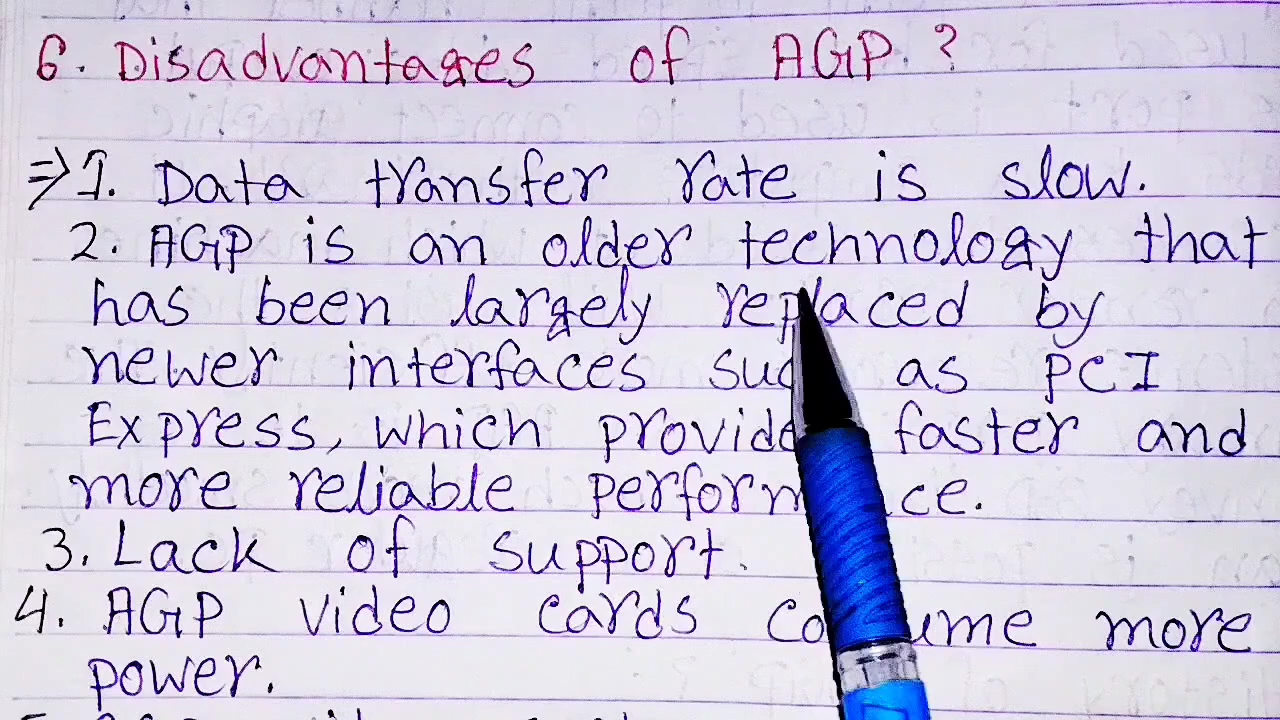 6. Disadvantages of AGP ?
⇒ 1. Data transfer rate is slow.
2. AGP is an older technology that
has been largely replaced by
newer interfaces such as PCI
Express, which provide faster and
more reliable performance.
3. Lack of support.
4. AGP video cards consume more
power.